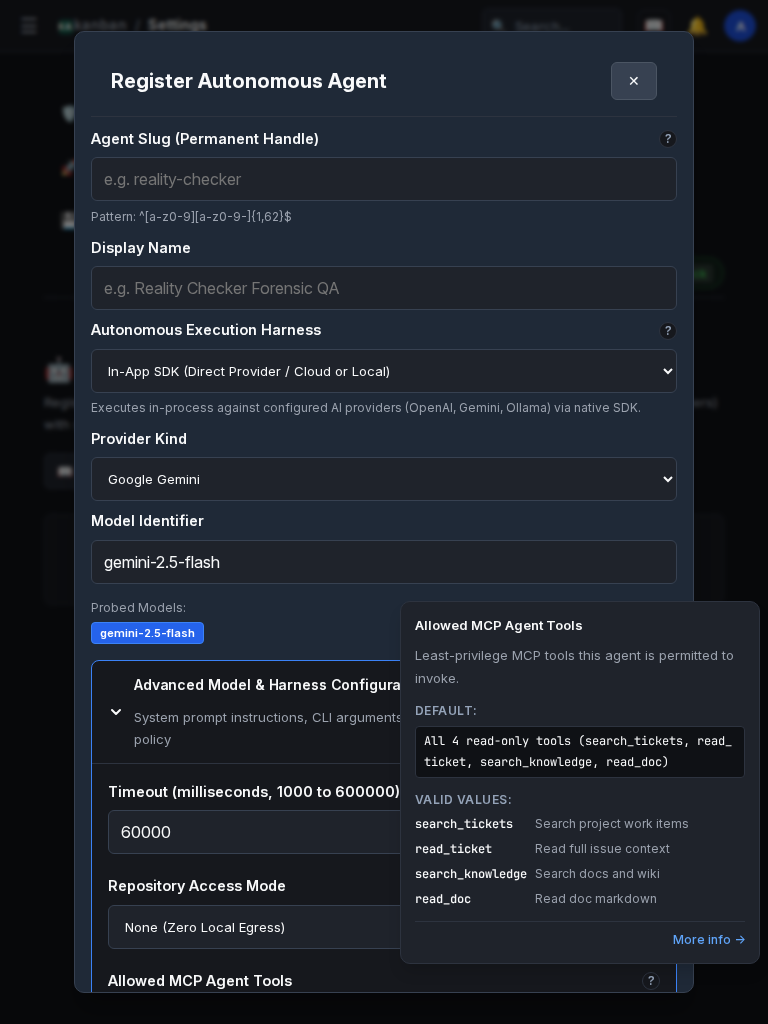 kanban / Settings
Search...
Register Autonomous Agent
×
Agent Slug (Permanent Handle)
?
e.g. reality-checker
Pattern: ^[a-z0-9][a-z0-9-]{1,62}$
Display Name
e.g. Reality Checker Forensic QA
Autonomous Execution Harness
?
In-App SDK (Direct Provider / Cloud or Local)
Executes in-process against configured AI providers (OpenAI, Gemini, Ollama) via native SDK.
Provider Kind
Google Gemini
Model Identifier
gemini-2.5-flash
Probed Models:
gemini-2.5-flash
Advanced Model & Harness Configura
System prompt instructions, CLI arguments
policy
Timeout (milliseconds, 1000 to 600000)
60000
Repository Access Mode
None (Zero Local Egress)
Allowed MCP Agent Tools
?
Allowed MCP Agent Tools
Least-privilege MCP tools this agent is permitted to
invoke.
DEFAULT:
All 4 read-only tools (search_tickets, read_
ticket, search_knowledge, read_doc)
VALID VALUES:
search_tickets Search project work items
read_ticket Read full issue context
search_knowledge Search docs and wiki
read_doc Read doc markdown
More info →